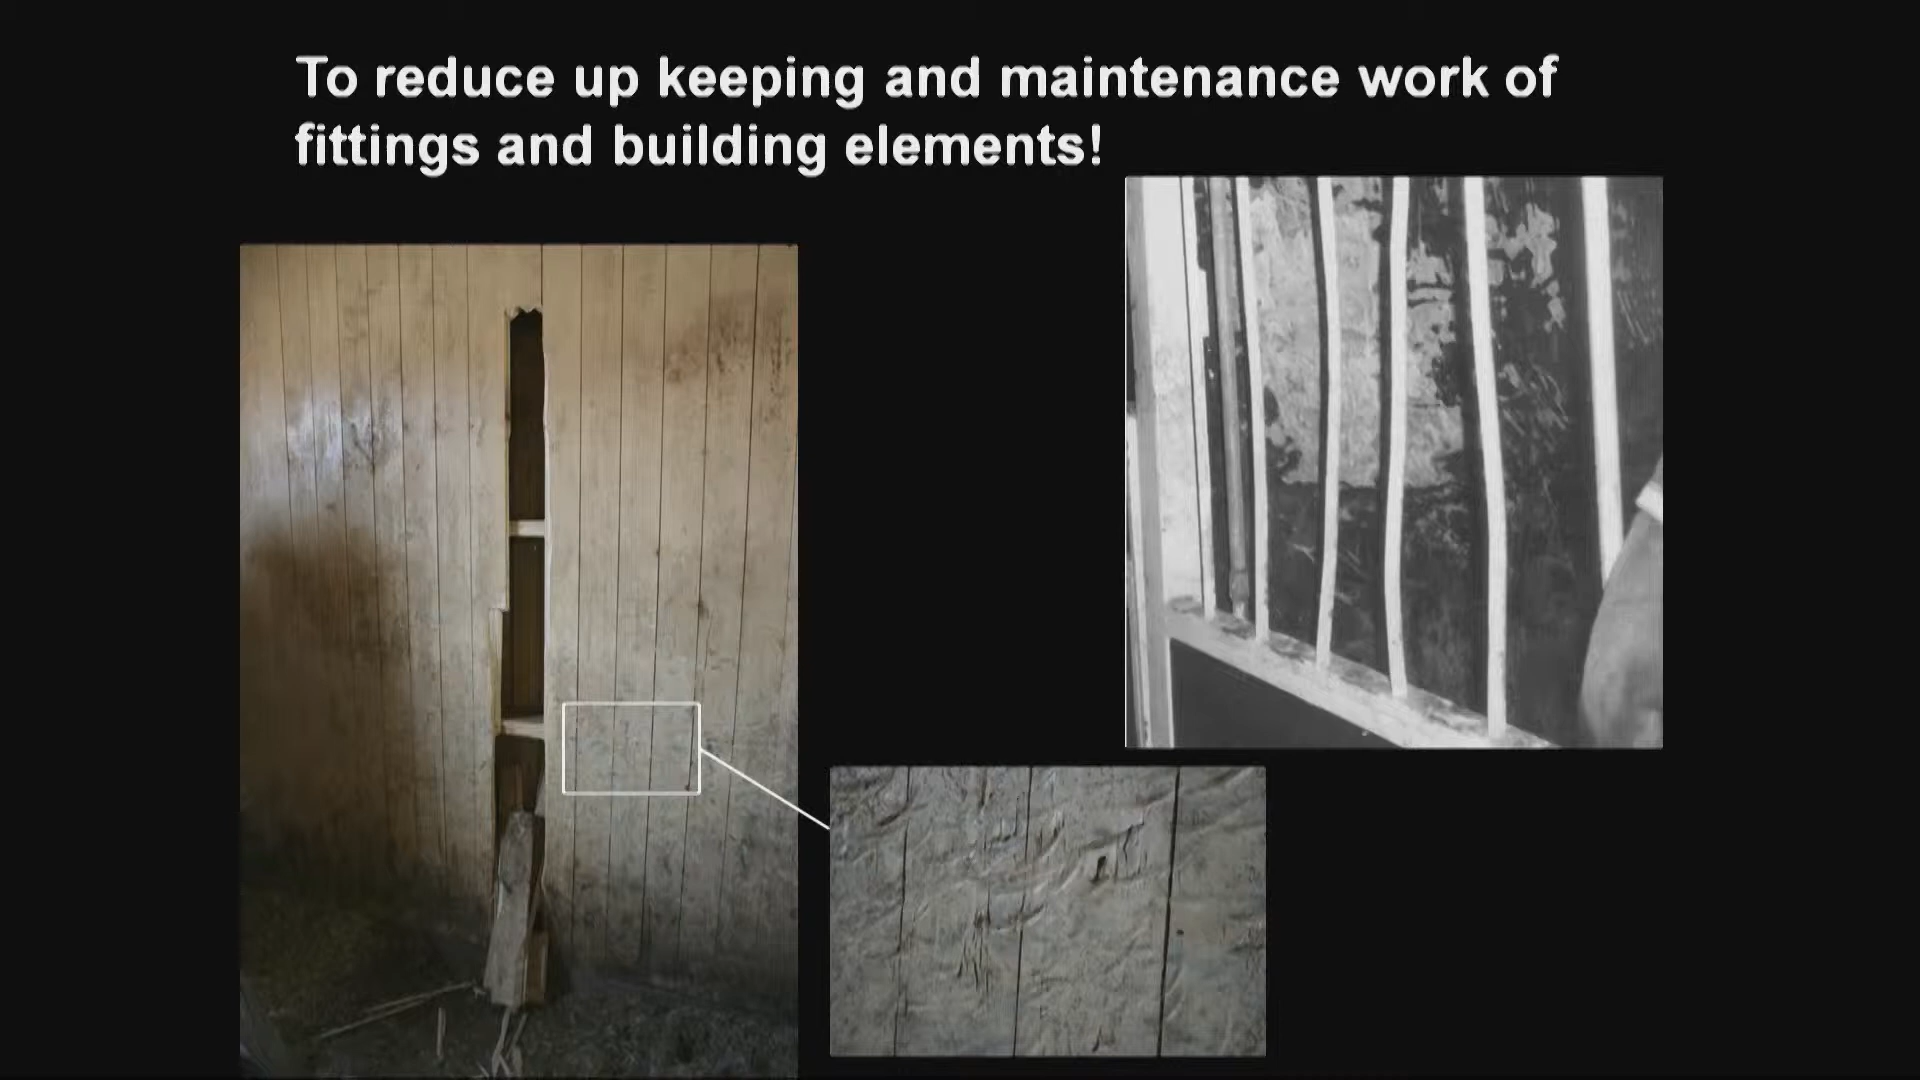 To reduce up keeping and maintenance work of
fittings and building elements!